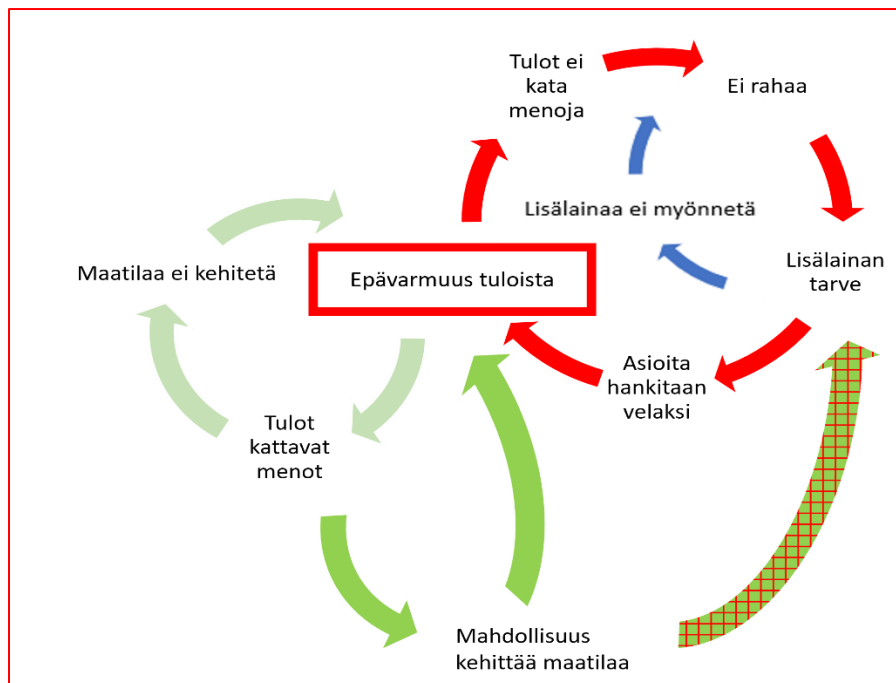 Tulot ei
kata
menoja
Ei rahaa
Lisälainaa ei myönnetä
Lisälainan
tarve
Maatilaa ei kehitetä
Epävarmuus tuloista
Asioita
hankitaan
velaksi
Tulot
kattavat
menot
Mahdollisuus
kehittää maatilaa